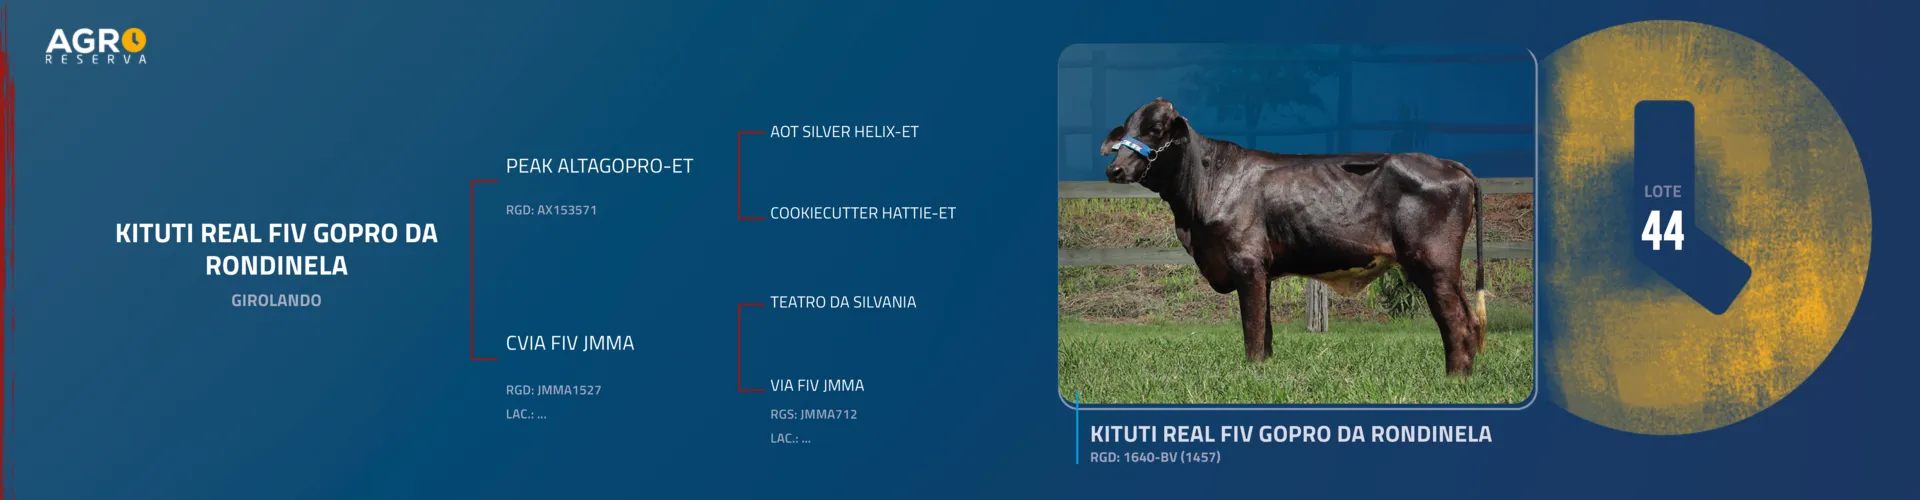 AGRO
RESERVA
KITUTI REAL FIV GOPRO DA
RONDINELA
GIROLANDO
PEAK ALTAGOPRO-ET
RGD: AX153571
CVIA FIV JMMA
RGD: JMMA1527
LAC.: ...
AOT SILVER HELIX-ET
COOKIECUTTER HATTIE-ET
TEATRO DA SILVANIA
VIA FIV JMMA
RGS: JMMA712
LAC.: ...
LOTE
44
KITUTI REAL FIV GOPRO DA RONDINELA
RGD: 1640-BV (1457)